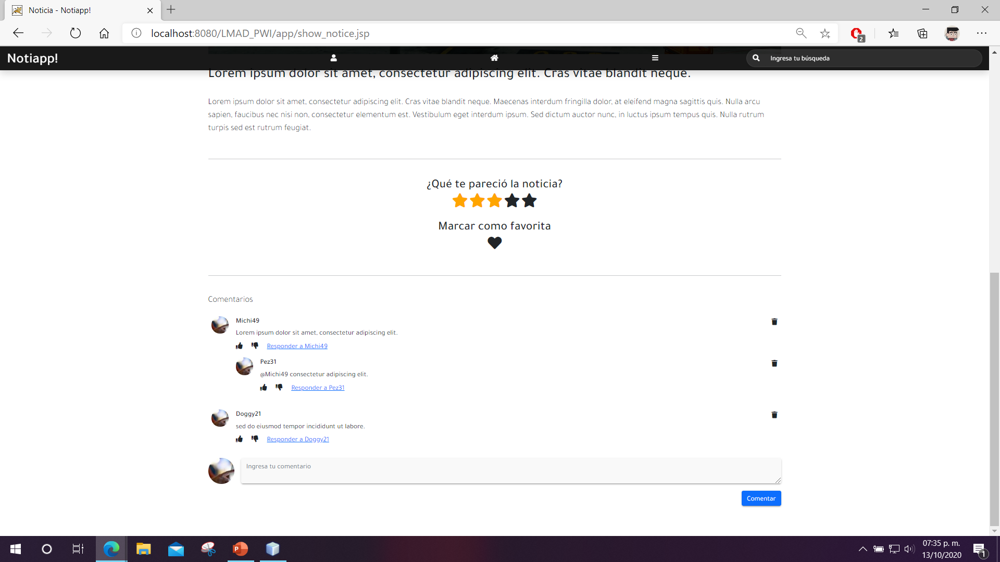 Noticia - Notiapp!
localhost:8080/LMAD_PWI/app/show_notice.jsp
2
Notiapp!
Ingresa tu búsqueda
Lorem ipsum dolor sit amet, consectetur adipiscing elit. Cras vitae blandit neque.
Lorem ipsum dolor sit amet, consectetur adipiscing elit. Cras vitae blandit neque. Maecenas interdum fringilla dolor, at eleifend magna sagittis quis. Nulla arcu
sapien, faucibus nec nisi non, consectetur elementum est. Vestibulum eget interdum ipsum. Sed dictum auctor nunc, in luctus ipsum tempus quis. Nulla rutrum
turpis sed est rutrum feugiat.
¿Qué te pareció la noticia?
Marcar como favorita
Comentarios
Michi49
Lorem ipsum dolor sit amet, consectetur adipiscing elit.
Responder a Michi49
Pez31
@Michi49 consectetur adipiscing elit.
Responder a Pez31
Doggy21
sed do eiusmod tempor incididunt ut labore.
Responder a Doggy21
Ingresa tu comentario
Comentar
07:35 p. m.
13/10/2020
1